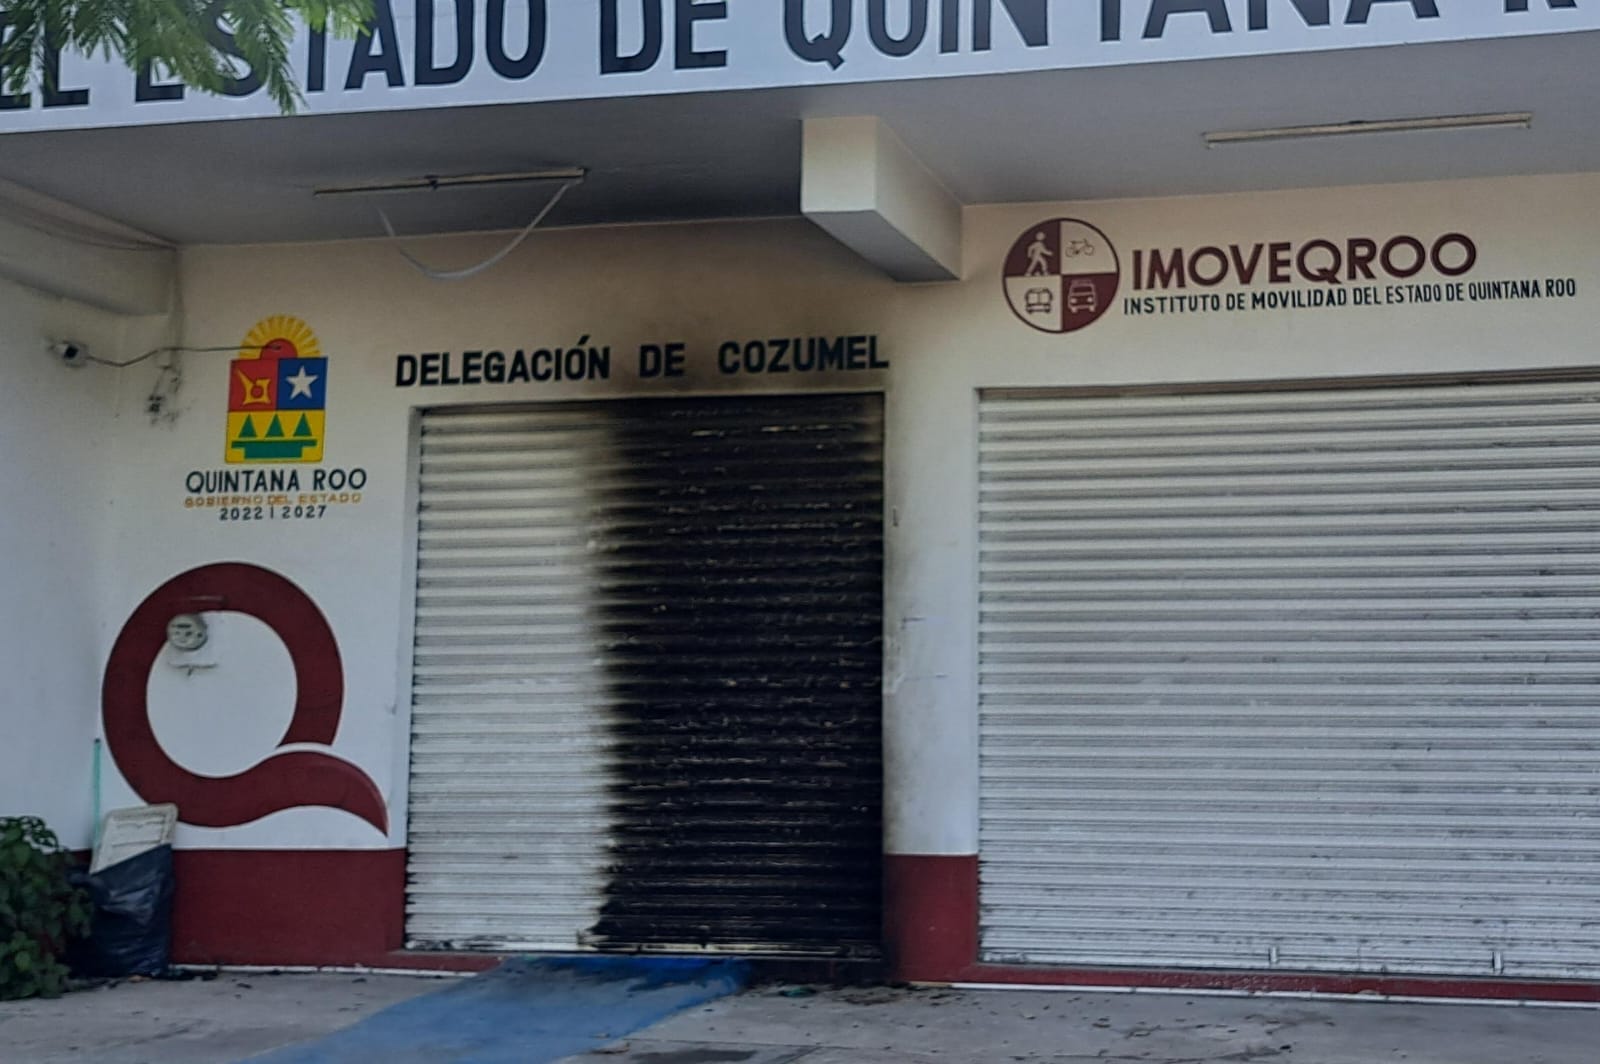 EL ESTADO DE QUINTANA R
IMOVEQROO
INSTITUTO DE MOVILIDAD DEL ESTADO DE QUINTANA ROO
DELEGACIÓN DE COZUMEL
QUINTANA ROO
GOBIERNO DEL ESTADO
2022 | 2027